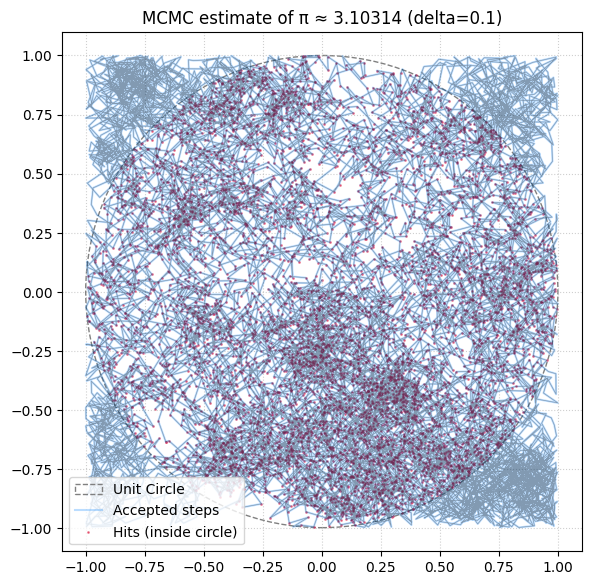 MCMC estimate of π ≈ 3.10314 (delta=0.1)
1.00
0.75
0.50
0.25
0.00
−0.25
−0.50
−0.75
−1.00
Unit Circle
Accepted steps
Hits (inside circle)
−1.00 −0.75 −0.50 −0.25 0.00 0.25 0.50 0.75 1.00